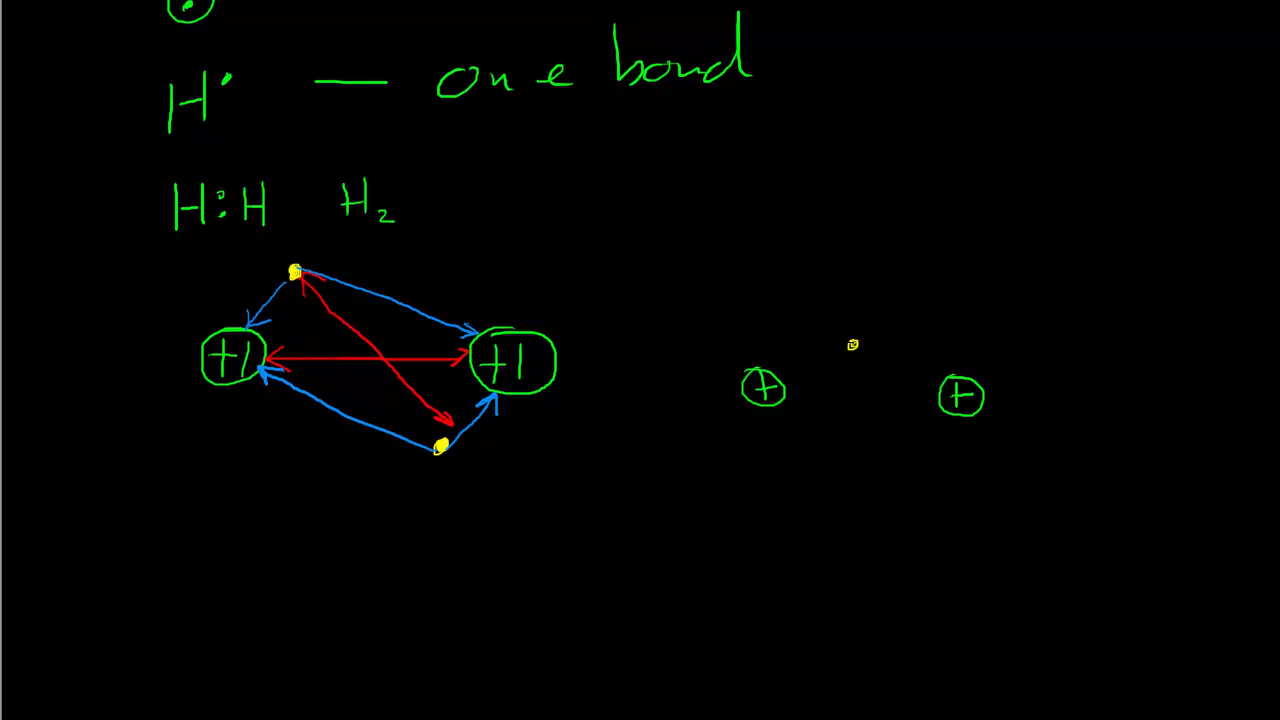 H· — one bond
H:H H₂
+1 +1
+ +